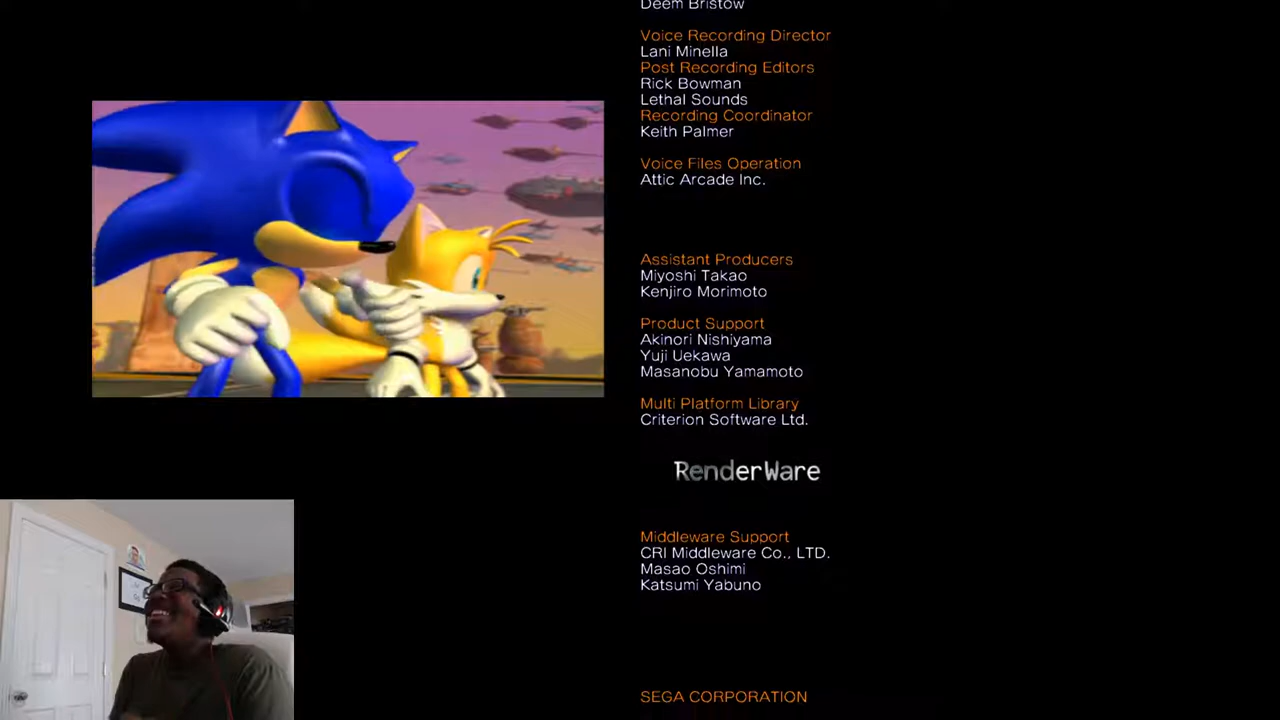 Deem Bristow
Voice Recording Director
Lani Minella
Post Recording Editors
Rick Bowman
Lethal Sounds
Recording Coordinator
Keith Palmer
Voice Files Operation
Attic Arcade Inc.
Assistant Producers
Miyoshi Takao
Kenjiro Morimoto
Product Support
Akinori Nishiyama
Yuji Uekawa
Masanobu Yamamoto
Multi Platform Library
Criterion Software Ltd.
RenderWare
Middleware Support
CRI Middleware Co., LTD.
Masao Oshimi
Katsumi Yabuno
SEGA CORPORATION